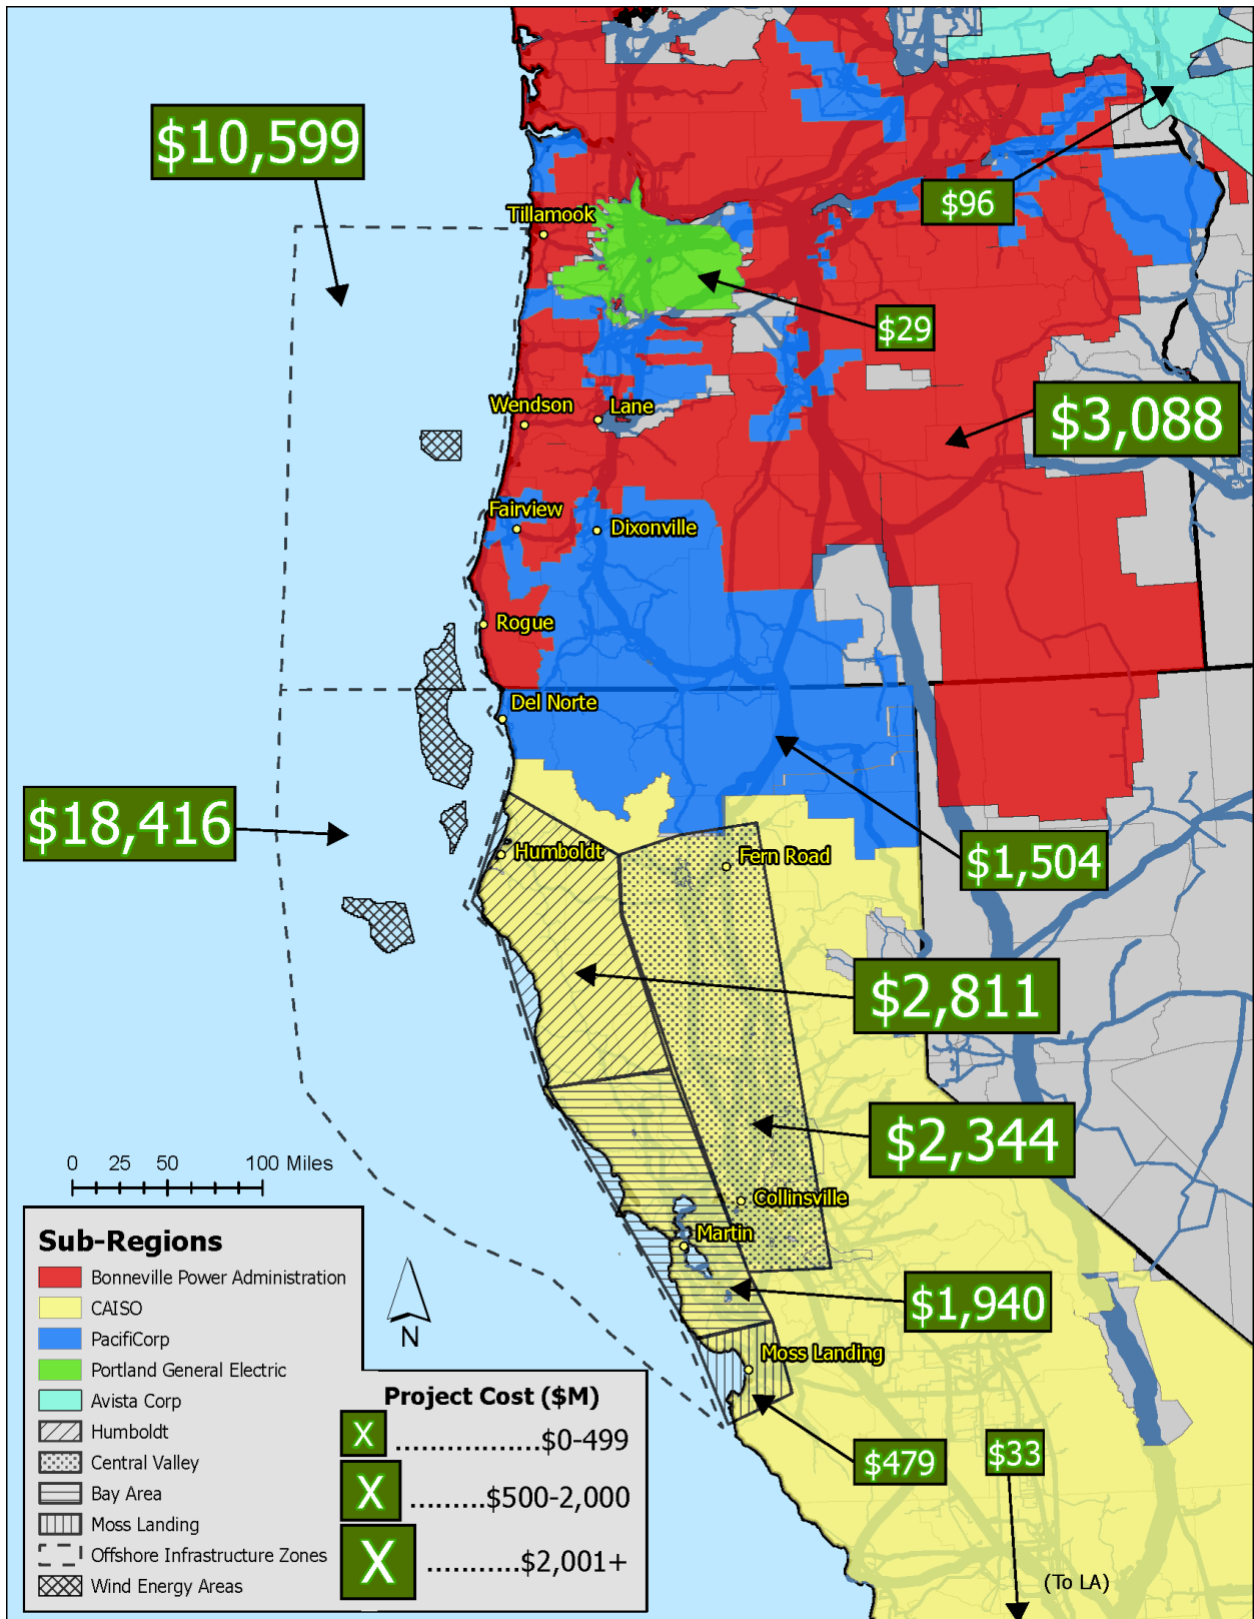 $10,599
$96
Tillamook
$29
$3,088
Wendson
Lane
Fairview
Dixonville
Rogue
Del Norte
$18,416
$1,504
Humboldt
Fern Road
$2,811
$2,344
0 25 50 100 Miles
Collinsville
Martin
$1,940
N
Moss Landing
$479
$33
(To LA)
Sub-Regions
Bonneville Power Administration
CAISO
PacifiCorp
Portland General Electric
Avista Corp
Humboldt
Central Valley
Bay Area
Moss Landing
Offshore Infrastructure Zones
Wind Energy Areas
Project Cost ($M)
X .................$0-499
X .........$500-2,000
X ...........$2,001+